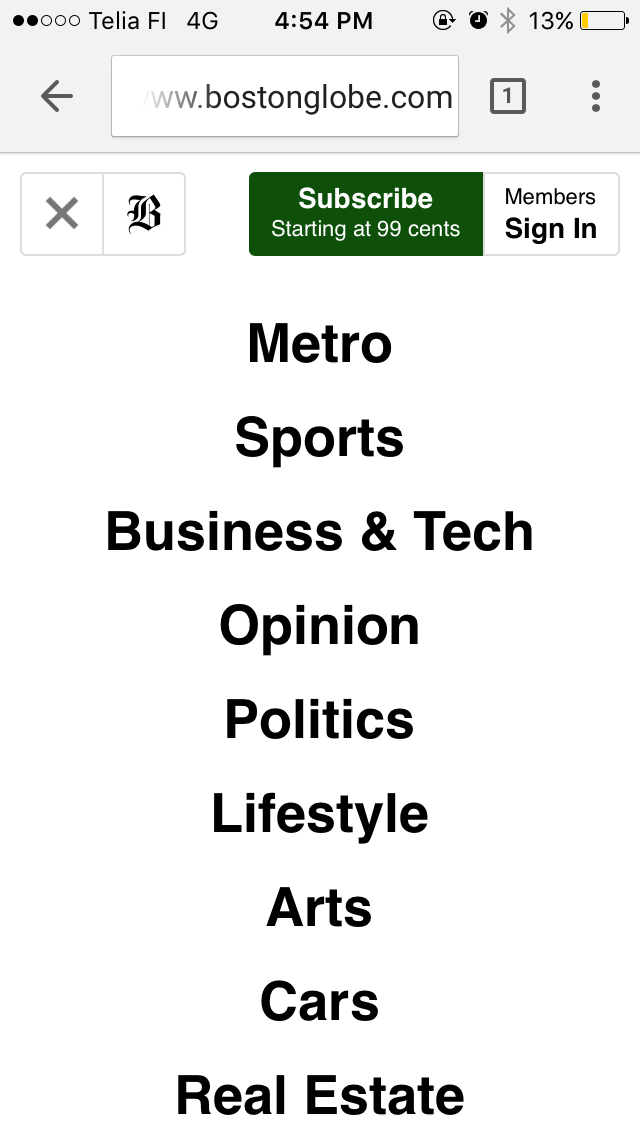 Telia FI 4G 4:54 PM 13%
www.bostonglobe.com 1
B Subscribe Members
Starting at 99 cents Sign In
Metro
Sports
Business & Tech
Opinion
Politics
Lifestyle
Arts
Cars
Real Estate